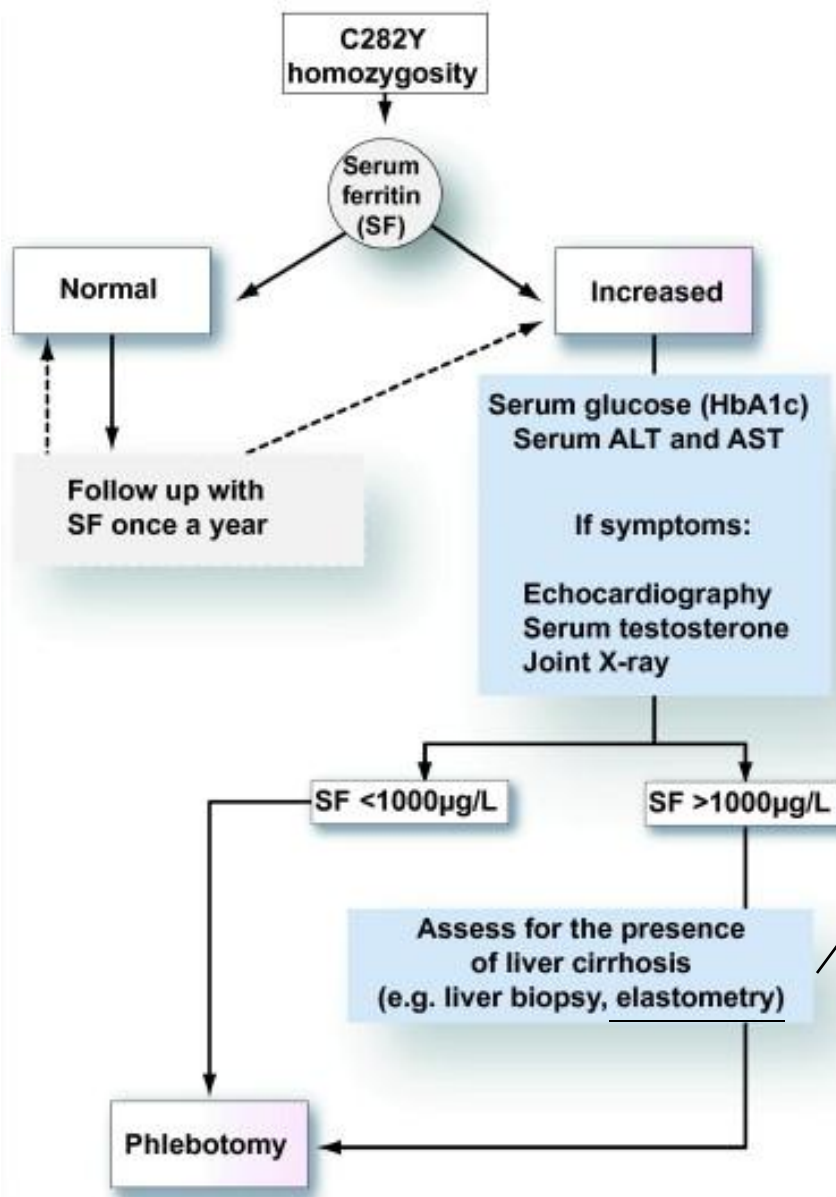 C282Y
homozygosity
Serum
ferritin
(SF)
Normal
Increased
Follow up with
SF once a year
Serum glucose (HbA1c)
Serum ALT and AST
If symptoms:
Echocardiography
Serum testosterone
Joint X-ray
SF <1000µg/L
SF >1000µg/L
Assess for the presence
of liver cirrhosis
(e.g. liver biopsy, elastometry)
Phlebotomy